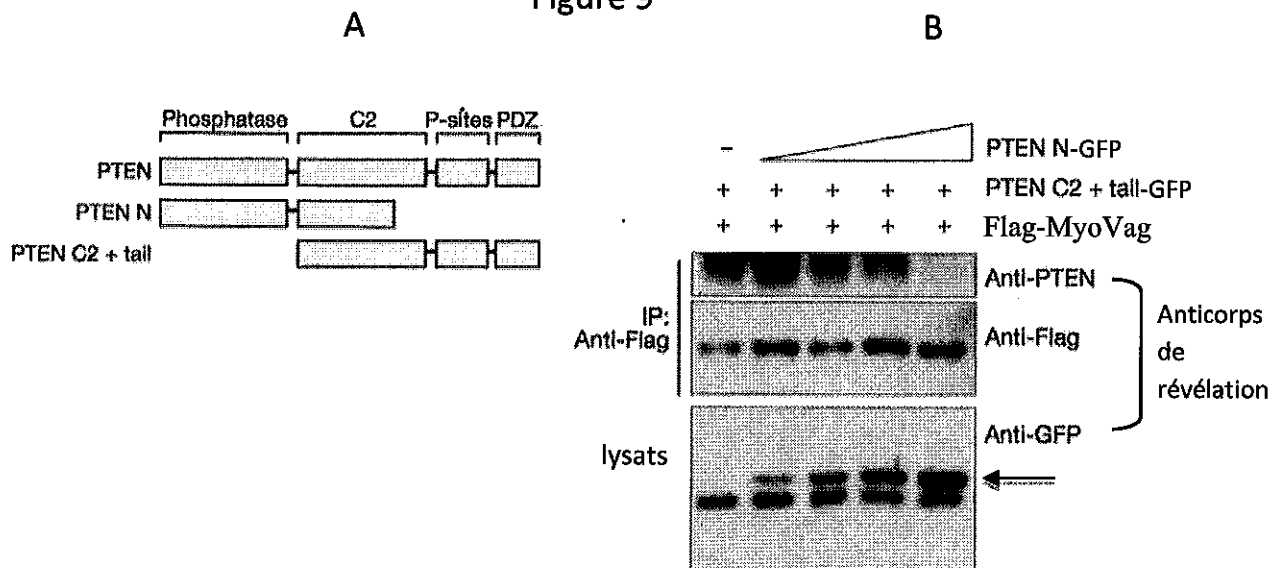 Figure 5
A
B
Phosphatase C2 P-sites PDZ
PTEN
PTEN N
PTEN C2 + tail
- PTEN N-GFP
+ + + + + PTEN C2 + tail-GFP
+ + + + + Flag-MyoVag
IP:
Anti-Flag
Anti-PTEN
Anti-Flag
Anticorps
de
révélation
lysats
Anti-GFP